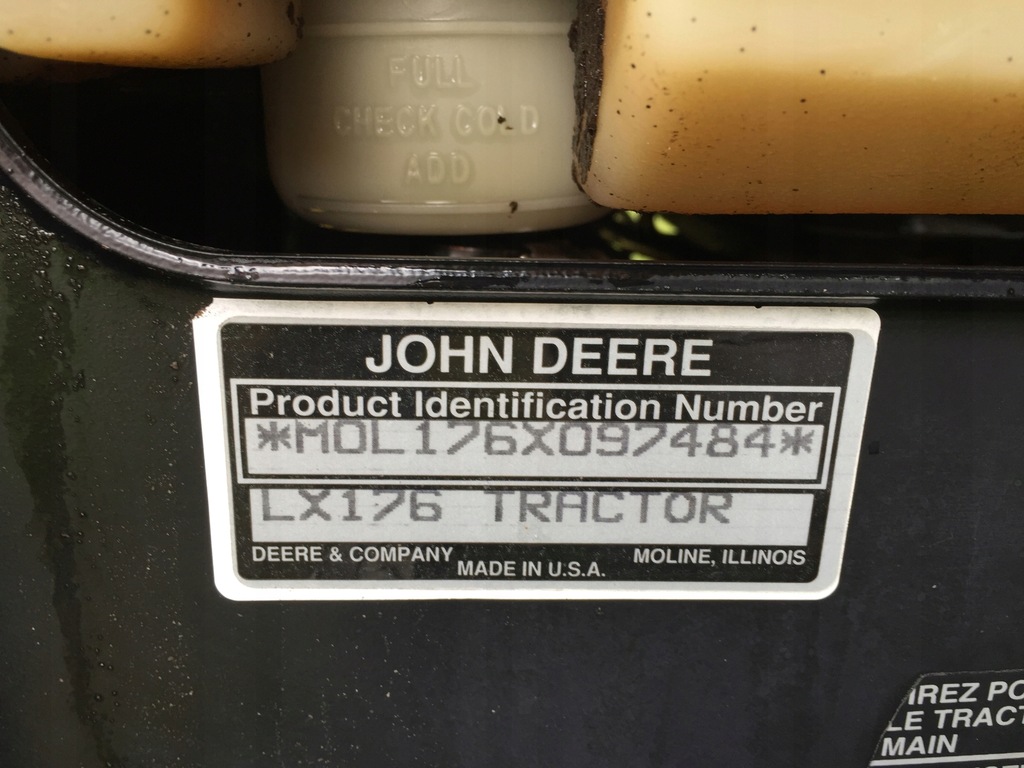 FULL
CHECK COLD
ADD
JOHN DEERE
Product Identification Number
*MOL176X097484*
LX176 TRACTOR
DEERE & COMPANY
MADE IN U.S.A.
MOLINE, ILLINOIS
IREZ PO
LE TRACT
MAIN